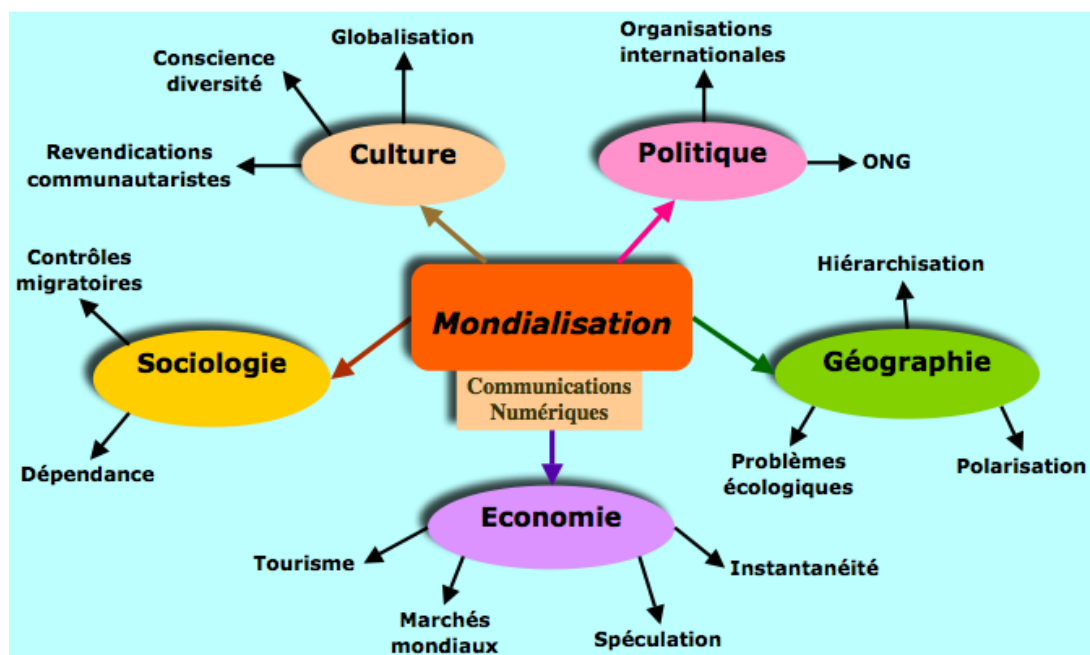 Globalisation
Conscience
diversité
Revendications
communautaristes
Culture
Organisations
internationales
Politique
ONG
Contrôles
migratoires
Sociologie
Dépendance
Mondialisation
Communications
Numériques
Hiérarchisation
Géographie
Problèmes
écologiques
Polarisation
Economie
Tourisme
Marchés
mondiaux
Spéculation
Instantanéité